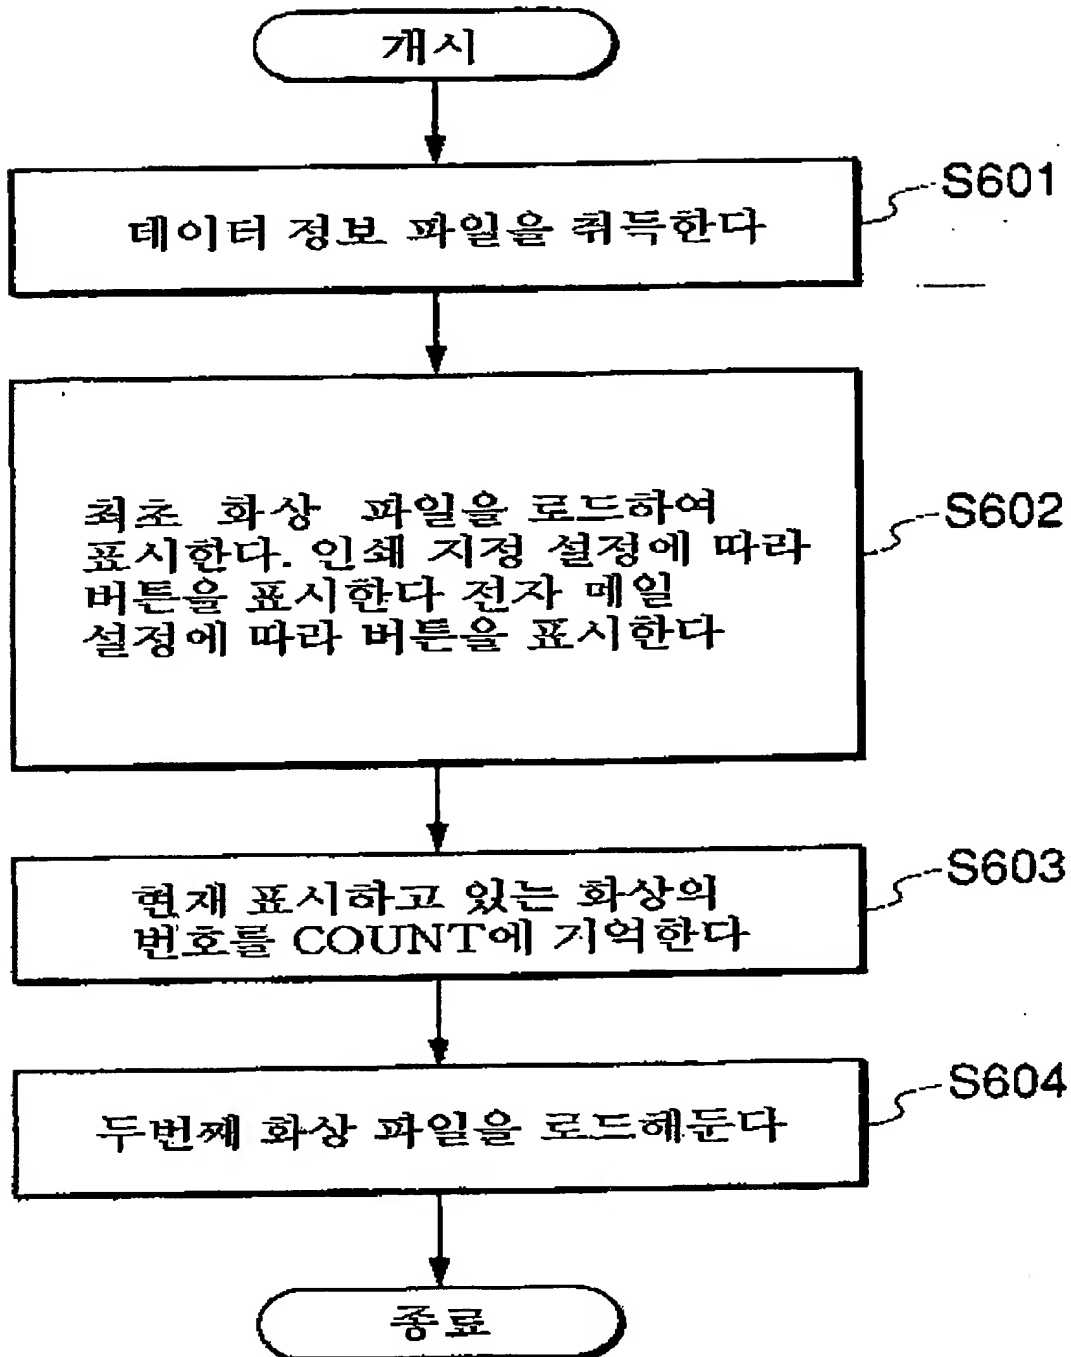 개시
데이터 정보 파일을 취득한다
S601
최초 화상 파일을 로드하여
표시한다. 인쇄 지정 설정에 따라
버튼을 표시한다 전자 메일
설정에 따라 버튼을 표시한다
S602
현재 표시하고 있는 화상의
번호를 COUNT에 기억한다
S603
두번째 화상 파일을 로드해둔다
S604
종료